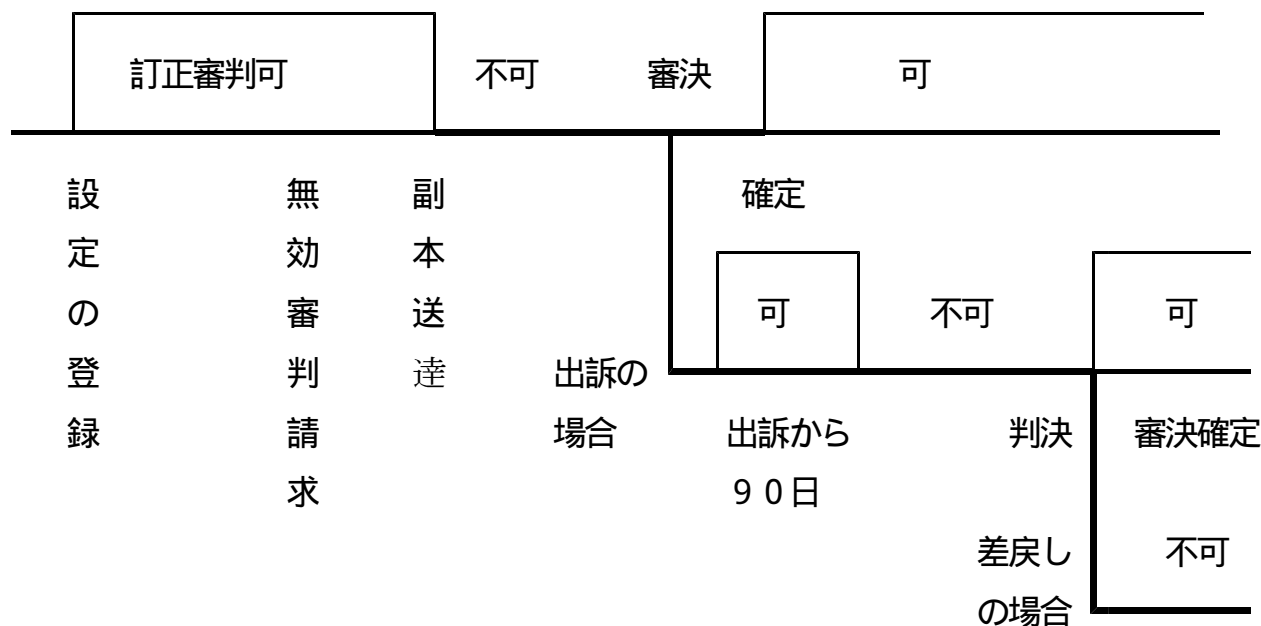 訂正審判可
不可
審決
可
設定の登録
無効審判請求
副本送達
確定
可
不可
可
出訴の
場合
出訴から
９０日
判決
審決確定
差戻し
の場合
不可